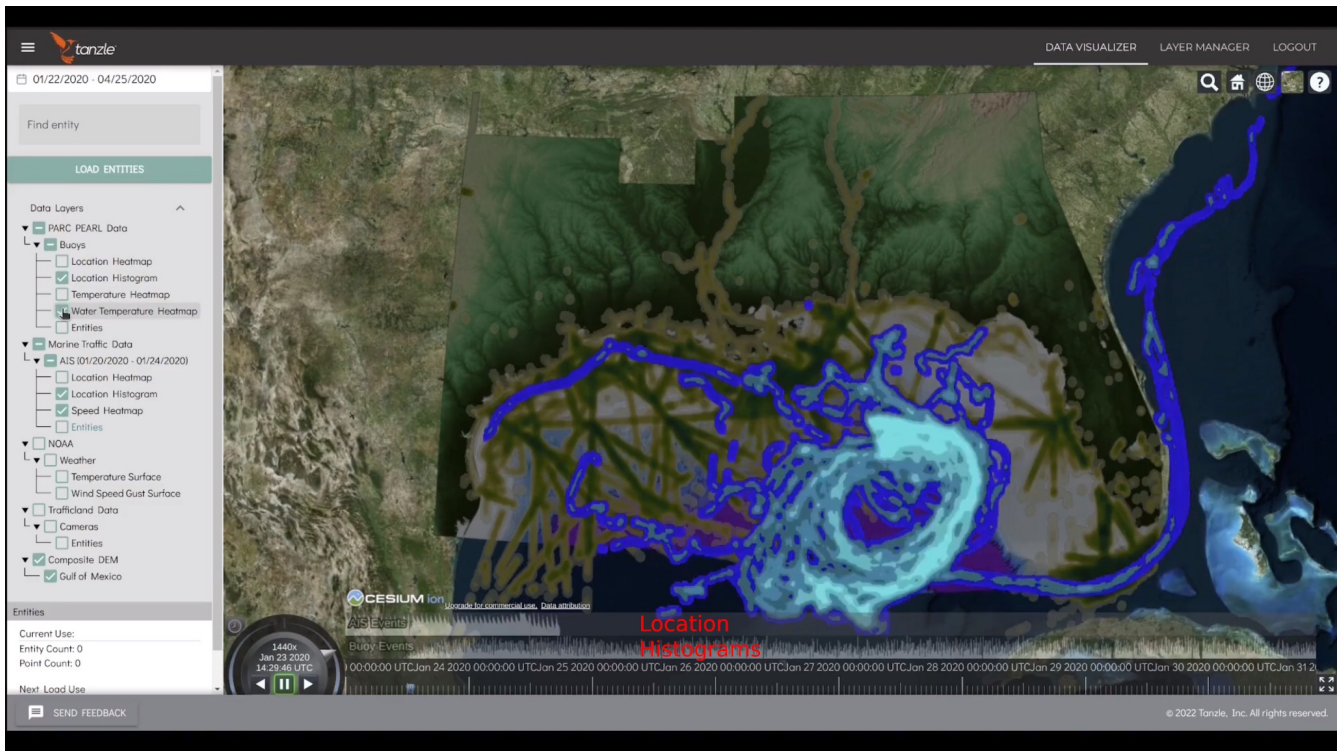 tanzle
DATA VISUALIZER
LAYER MANAGER
LOGOUT
01/22/2020 - 04/25/2020
Find entity
LOAD ENTITIES
Data Layers
PARC PEARL Data
Buoys
Location Heatmap
Location Histogram
Temperature Heatmap
Water Temperature Heatmap
Entities
Marine Traffic Data
AIS (01/20/2020 - 01/24/2020)
Location Heatmap
Location Histogram
Speed Heatmap
Entities
NOAA
Weather
Temperature Surface
Wind Speed Gust Surface
Trafficland Data
Cameras
Entities
Composite DEM
Gulf of Mexico
Entities
Current Use:
Entity Count: 0
Point Count: 0
Next Load Use
?
CESIUM ion
Upgrade for commercial use. Data attribution
AIS Events
Buoy Events
Location
Histograms
1440x
Jan 23 2020
14:29:46 UTC
00:00:00 UTC Jan 24 2020 00:00:00 UTC Jan 25 2020 00:00:00 UTC Jan 26 2020 00:00:00 UTC Jan 27 2020 00:00:00 UTC Jan 28 2020 00:00:00 UTC Jan 29 2020 00:00:00 UTC Jan 30 2020 00:00:00 UTC Jan 31
SEND FEEDBACK
© 2022 Tanzle, Inc. All rights reserved.